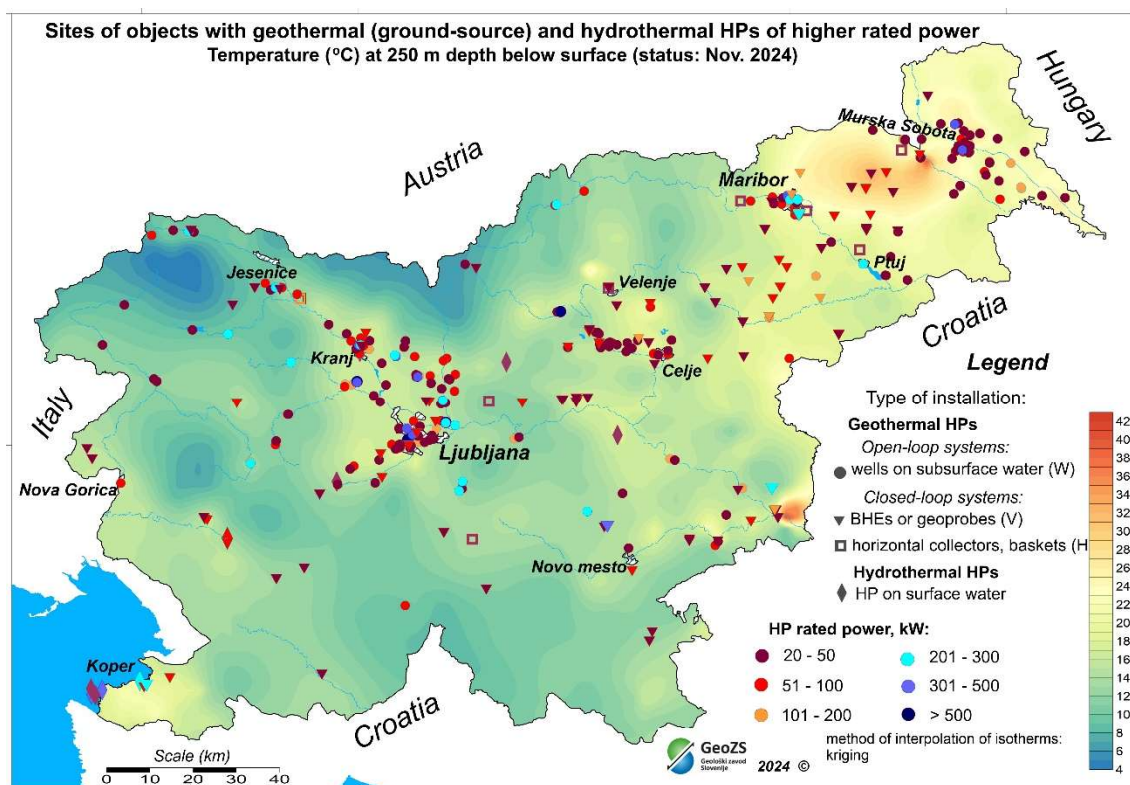 Sites of objects with geothermal (ground-source) and hydrothermal HPs of higher rated power
Temperature (°C) at 250 m depth below surface (status: Nov. 2024)
Hungary
Murska Sobota
Austria
Maribor
Ptuj
Jesenice
Velenje
Croatia
Kranj
Celje
Italy
Ljubljana
Nova Gorica
Novo mesto
Koper
Croatia
Scale (km)
0 10 20 30 40
Legend
Type of installation:
Geothermal HPs
Open-loop systems:
wells on subsurface water (W)
Closed-loop systems:
BHEs or geoprobes (V)
horizontal collectors, baskets (H
Hydrothermal HPs
HP on surface water
HP rated power, kW:
20 - 50
51 - 100
101 - 200
201 - 300
301 - 500
> 500
method of interpolation of isotherms:
kriging
GeoZS
Geološki zavod
Slovenije
2024 ©
42
40
38
36
34
32
30
28
26
24
22
20
18
16
14
12
10
8
6
4